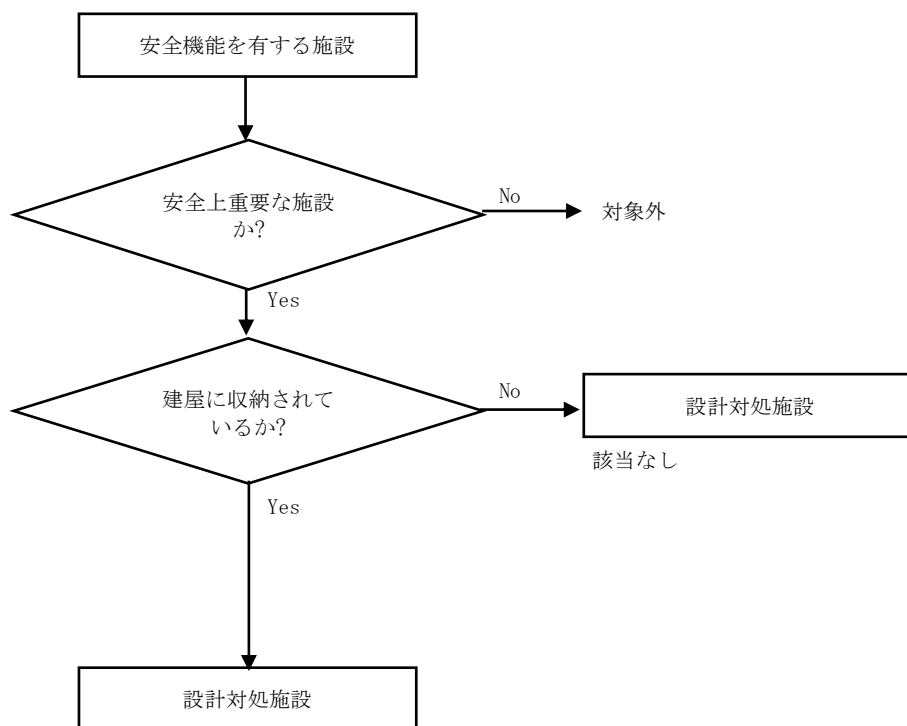 安全機能を有する施設
安全上重要な施設
か?
No
対象外
Yes
建屋に収納されて
いるか?
No
設計対処施設
該当なし
Yes
設計対処施設